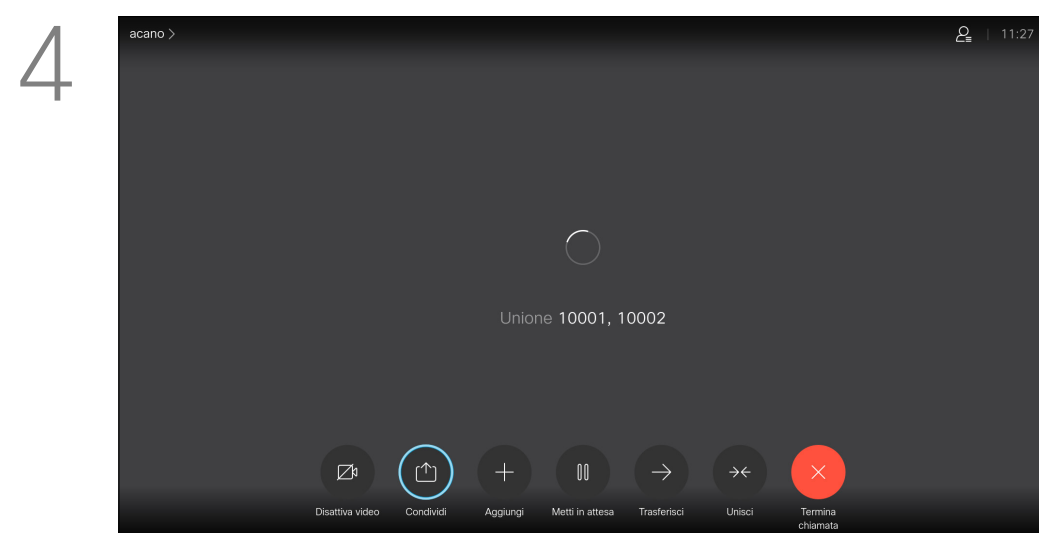 4
acano >
11:27
Unione 10001, 10002
Disattiva video
Condividi
Aggiungi
Metti in attesa
Trasferisci
Unisci
Termina
chiamata